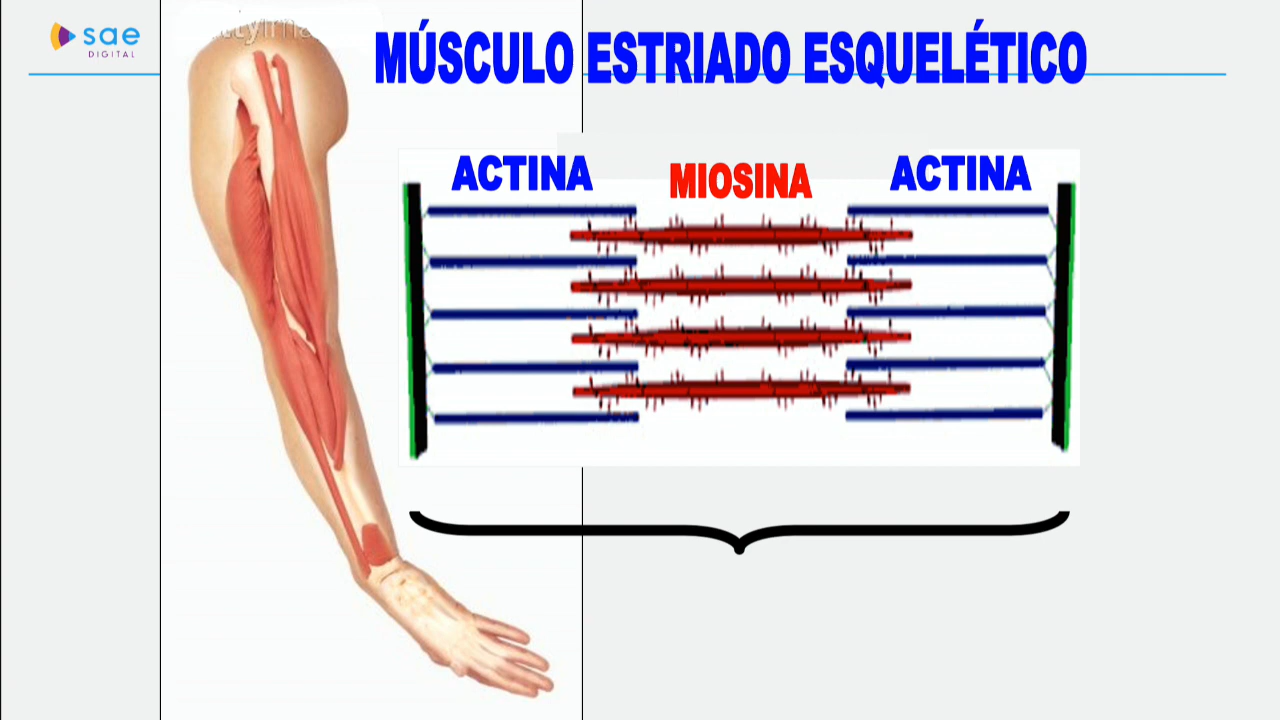 sae
DIGITAL
MÚSCULO ESTRIADO ESQUELÉTICO
ACTINA
MIOSINA
ACTINA